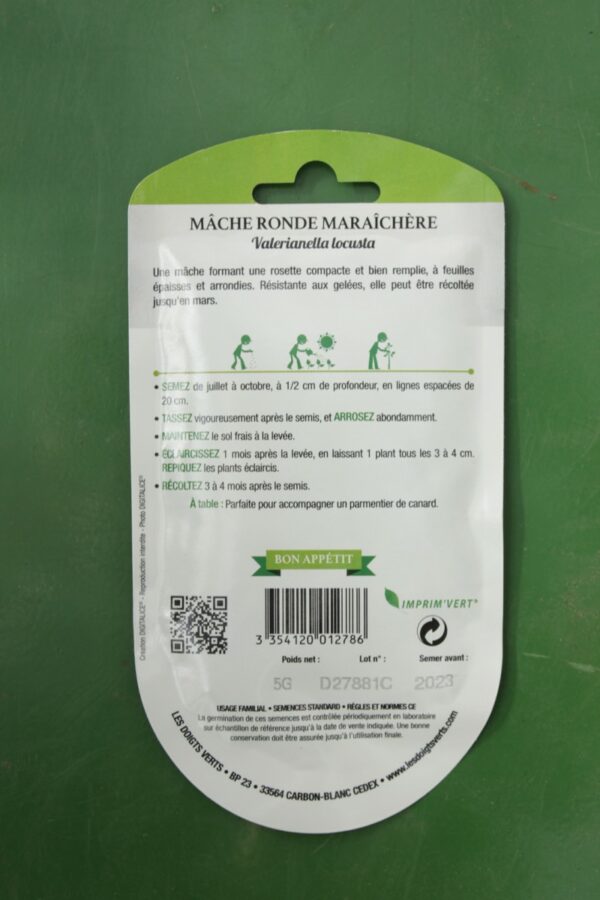 MÂCHE RONDE MARAÎCHÈRE
Valerianella locusta
Une mâche formant une rosette compacte et bien remplie, à feuilles
épaisses et arrondies. Résistante aux gelées, elle peut être récoltée
jusqu'en mars.
• SEMEZ de juillet à octobre, à 1/2 cm de profondeur, en lignes espacées de
20 cm.
• TASSEZ vigoureusement après le semis, et ARROSEZ abondamment.
• MAINTENEZ le sol frais à la levée.
• ÉCLAIRCISSEZ 1 mois après la levée, en laissant 1 plant tous les 3 à 4 cm.
REPIQUEZ les plants éclaircis.
• RÉCOLTEZ 3 à 4 mois après le semis.
À table : Parfaite pour accompagner un parmentier de canard.
Création DIGITALICE® - Reproduction interdite - Photo DIGITALICE®
BON APPÉTIT
IMPRIM'VERT®
3 354120 012786
Poids net : Lot n° : Semer avant :
5G D27881C 2023
USAGE FAMILIAL • SEMENCES STANDARD • RÈGLES ET NORMES CE
La germination de ces semences est contrôlée périodiquement en laboratoire
sur échantillon de référence jusqu'à la date de vente indiquée. Une bonne
conservation doit être assurée jusqu'à l'utilisation finale.
LES DOIGTS VERTS • BP 23 • 33564 CARBON-BLANC CEDEX • www.lesdoigtsverts.com